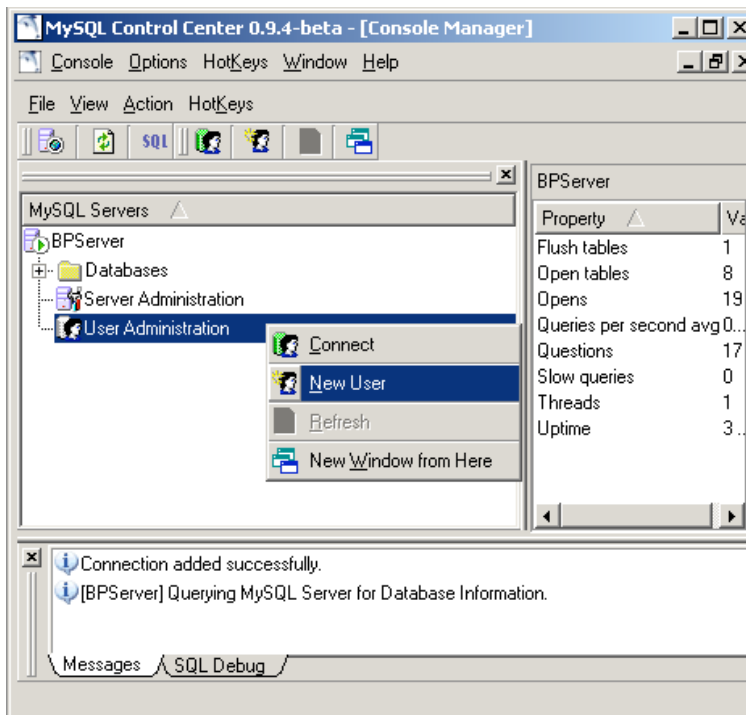 MySQL Control Center 0.9.4-beta - [Console Manager]
Console Options HotKeys Window Help
File View Action HotKeys
SQL
MySQL Servers
BPServer
Databases
Server Administration
User Administration
Connect
New User
Refresh
New Window from Here
BPServer
Property Va
Flush tables 1
Open tables 8
Opens 19
Queries per second avg 0...
Questions 17
Slow queries 0
Threads 1
Uptime 3...
Connection added successfully.
[BPServer] Querying MySQL Server for Database Information.
Messages SQL Debug